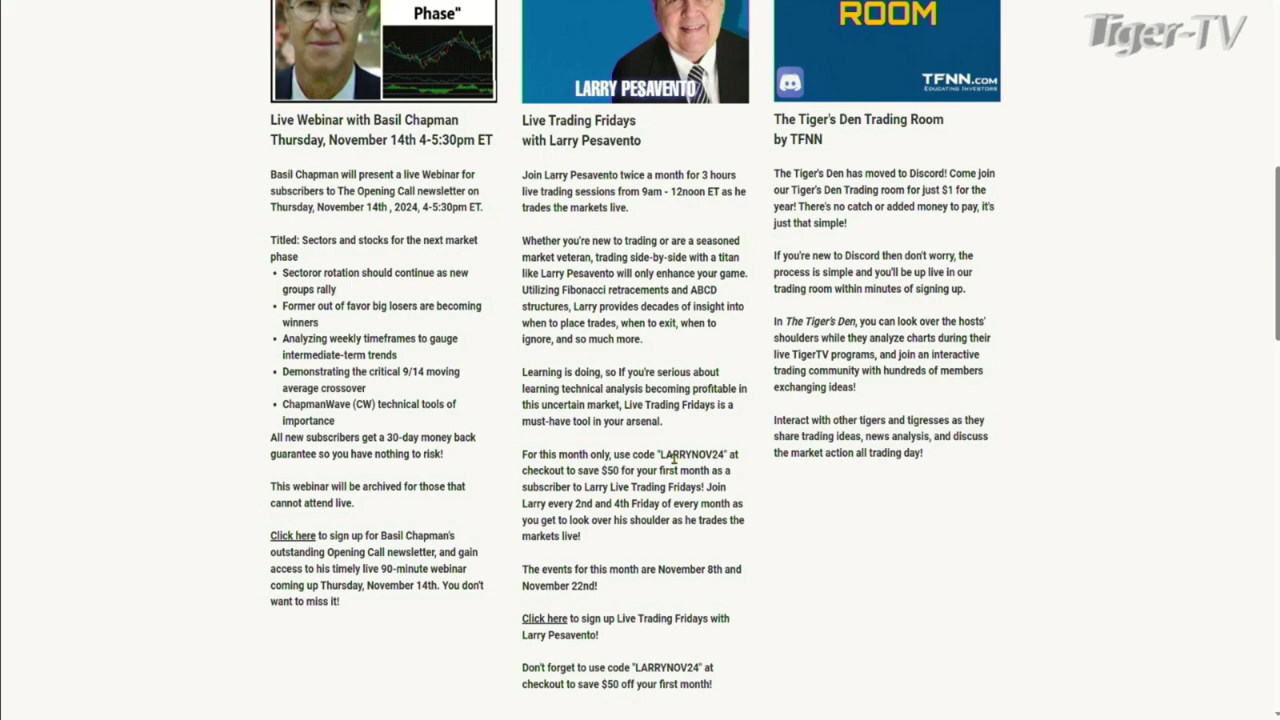 Phase"
Live Webinar with Basil Chapman
Thursday, November 14th 4-5:30pm ET
Basil Chapman will present a live Webinar for
subscribers to The Opening Call newsletter on
Thursday, November 14th , 2024, 4-5:30pm ET.
Titled: Sectors and stocks for the next market
phase
• Sectoror rotation should continue as new
groups rally
• Former out of favor big losers are becoming
winners
• Analyzing weekly timeframes to gauge
intermediate-term trends
• Demonstrating the critical 9/14 moving
average crossover
• ChapmanWave (CW) technical tools of
importance
All new subscribers get a 30-day money back
guarantee so you have nothing to risk!
This webinar will be archived for those that
cannot attend live.
Click here to sign up for Basil Chapman's
outstanding Opening Call newsletter, and gain
access to his timely live 90-minute webinar
coming up Thursday, November 14th. You don't
want to miss it!
LARRY PESAVENTO
Live Trading Fridays
with Larry Pesavento
Join Larry Pesavento twice a month for 3 hours
live trading sessions from 9am - 12noon ET as he
trades the markets live.
Whether you're new to trading or are a seasoned
market veteran, trading side-by-side with a titan
like Larry Pesavento will only enhance your game.
Utilizing Fibonacci retracements and ABCD
structures, Larry provides decades of insight into
when to place trades, when to exit, when to
ignore, and so much more.
Learning is doing, so If you're serious about
learning technical analysis becoming profitable in
this uncertain market, Live Trading Fridays is a
must-have tool in your arsenal.
For this month only, use code "LARRYNOV24" at
checkout to save $50 for your first month as a
subscriber to Larry Live Trading Fridays! Join
Larry every 2nd and 4th Friday of every month as
you get to look over his shoulder as he trades the
markets live!
The events for this month are November 8th and
November 22nd!
Click here to sign up Live Trading Fridays with
Larry Pesavento!
Don't forget to use code "LARRYNOV24" at
checkout to save $50 off your first month!
ROOM
TFNN.COM
EDUCATING INVESTORS
The Tiger's Den Trading Room
by TFNN
The Tiger's Den has moved to Discord! Come join
our Tiger's Den Trading room for just $1 for the
year! There's no catch or added money to pay, it's
just that simple!
If you're new to Discord then don't worry, the
process is simple and you'll be up live in our
trading room within minutes of signing up.
In The Tiger's Den, you can look over the hosts'
shoulders while they analyze charts during their
live TigerTV programs, and join an interactive
trading community with hundreds of members
exchanging ideas!
Interact with other tigers and tigresses as they
share trading ideas, news analysis, and discuss
the market action all trading day!
Tiger-TV